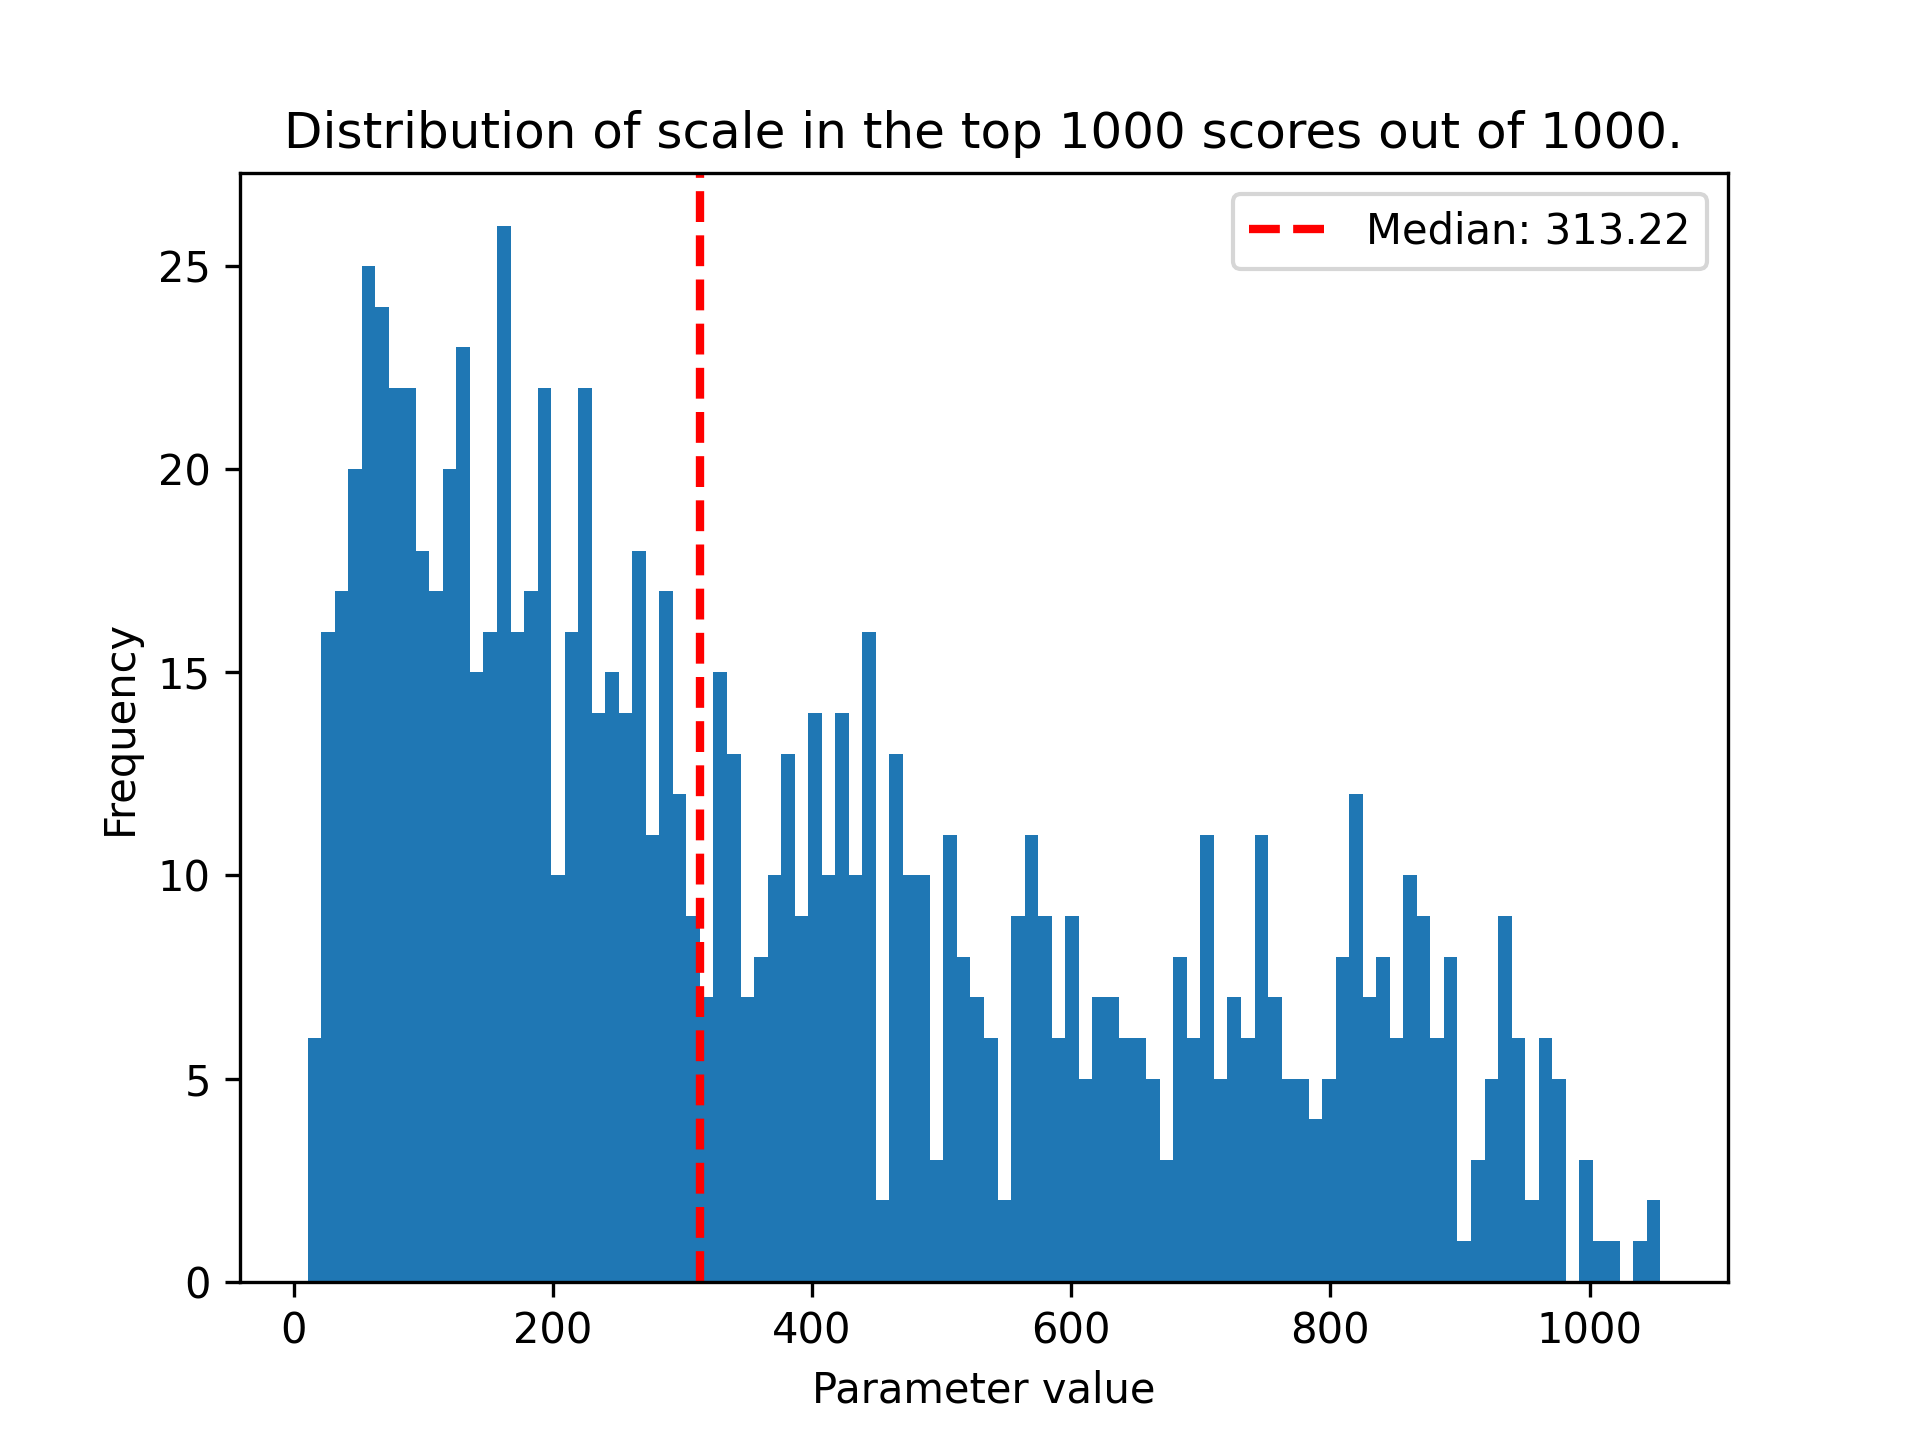 Distribution of scale in the top 1000 scores out of 1000.
Median: 313.22
25
20
15
10
5
0
Frequency
0 200 400 600 800 1000
Parameter value